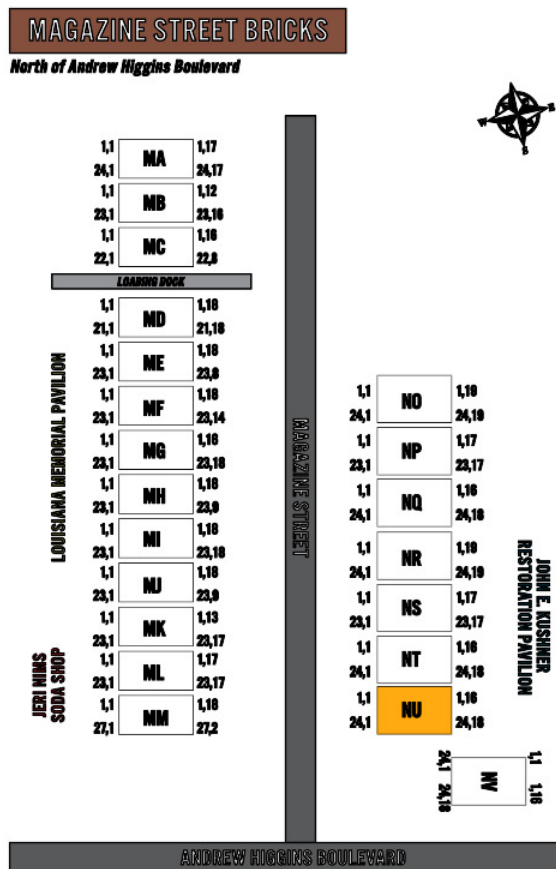 MAGAZINE STREET BRICKS
North of Andrew Higgins Boulevard
N
W
E
S
1,1 MA 1,17
24,1 24,17
1,1 MB 1,12
23,1 23,16
1,1 MC 1,16
22,1 22,8
LOADING DOCK
1,1 MD 1,18
21,1 21,18
1,1 ME 1,18
23,1 23,8
1,1 MF 1,18
23,1 23,14
1,1 MG 1,16
23,1 23,18
1,1 MH 1,18
23,1 23,9
1,1 MI 1,18
23,1 23,18
1,1 MJ 1,18
23,1 23,9
1,1 MK 1,13
23,1 23,17
1,1 ML 1,17
23,1 23,17
1,1 MM 1,18
27,1 27,2
LOUISIANA MEMORIAL PAVILION
JERI NIMS
SODA SHOP
MAGAZINE STREET
1,1 NO 1,19
24,1 24,19
1,1 NP 1,17
23,1 23,17
1,1 NQ 1,16
24,1 24,18
1,1 NR 1,19
24,1 24,19
1,1 NS 1,17
23,1 23,17
1,1 NT 1,16
24,1 24,18
1,1 NU 1,16
24,1 24,18
JOHN E. KUSHNER
RESTORATION PAVILION
1,1 NV 1,16
24,1 24,18
ANDREW HIGGINS BOULEVARD